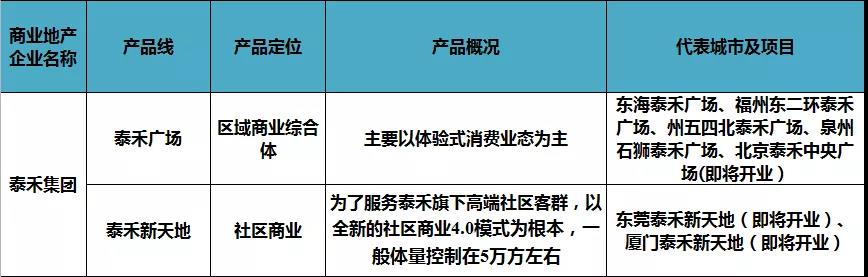 商业地产
企业名称
产品线
产品定位
产品概况
代表城市及项目
泰禾集团
泰禾广场
区域商业综合
体
主要以体验式消费业态为主
东海泰禾广场、福州东二环泰禾
广场、州五四北泰禾广场、泉州
石狮泰禾广场、北京泰禾中央广
场(即将开业）
泰禾新天地
社区商业
为了服务泰禾旗下高端社区客群，以
全新的社区商业4.0模式为根本，一
般体量控制在5万方左右
东莞泰禾新天地（即将开业）、
厦门泰禾新天地（即将开业）